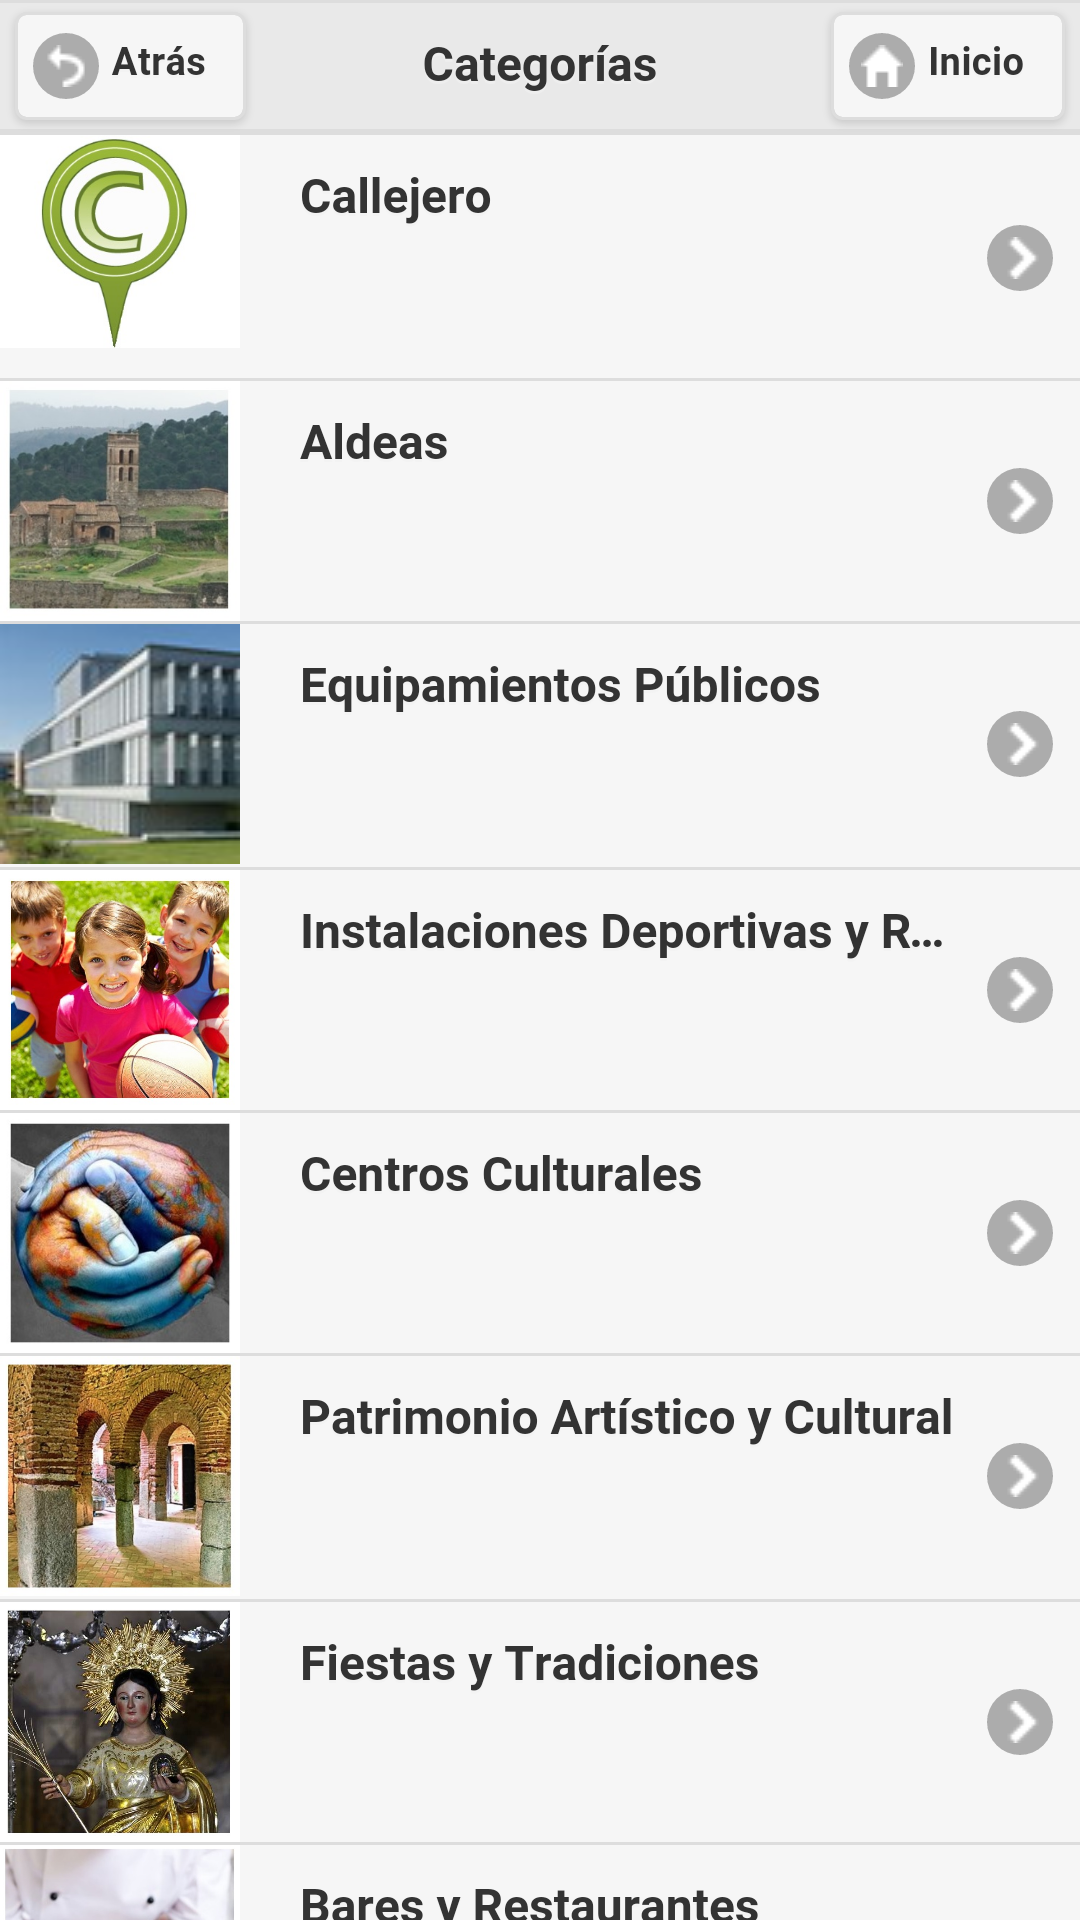 Atrás
Categorías
Inicio
C
Callejero
Aldeas
Equipamientos Públicos
Instalaciones Deportivas y R...
Centros Culturales
Patrimonio Artístico y Cultural
Fiestas y Tradiciones
Bares y Restaurantes